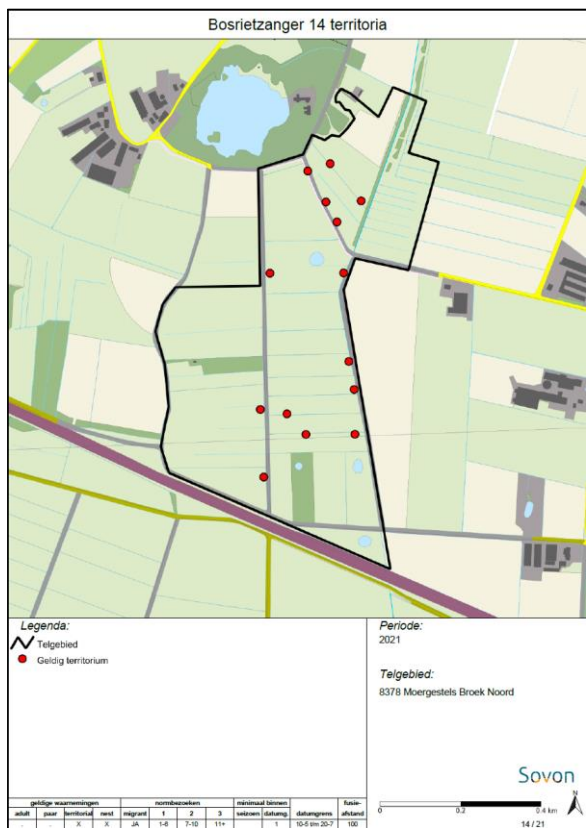 Bosrietzanger 14 territoria
Legenda:
Telgebied
Geldig territorium
Periode:
2021
Telgebied:
8378 Moergestels Broek Noord
Sovon
N
0 0.2 0.4 km
14 / 21
geldige waarnemingen normbezoeken minimaal binnen fusie-
adult paar territoriaal nest migrant 1 2 3 seizoen datumg. datumgrens afstand
. . X X JA 1-6 7-10 11+ 1 10-5 t/m 20-7 100